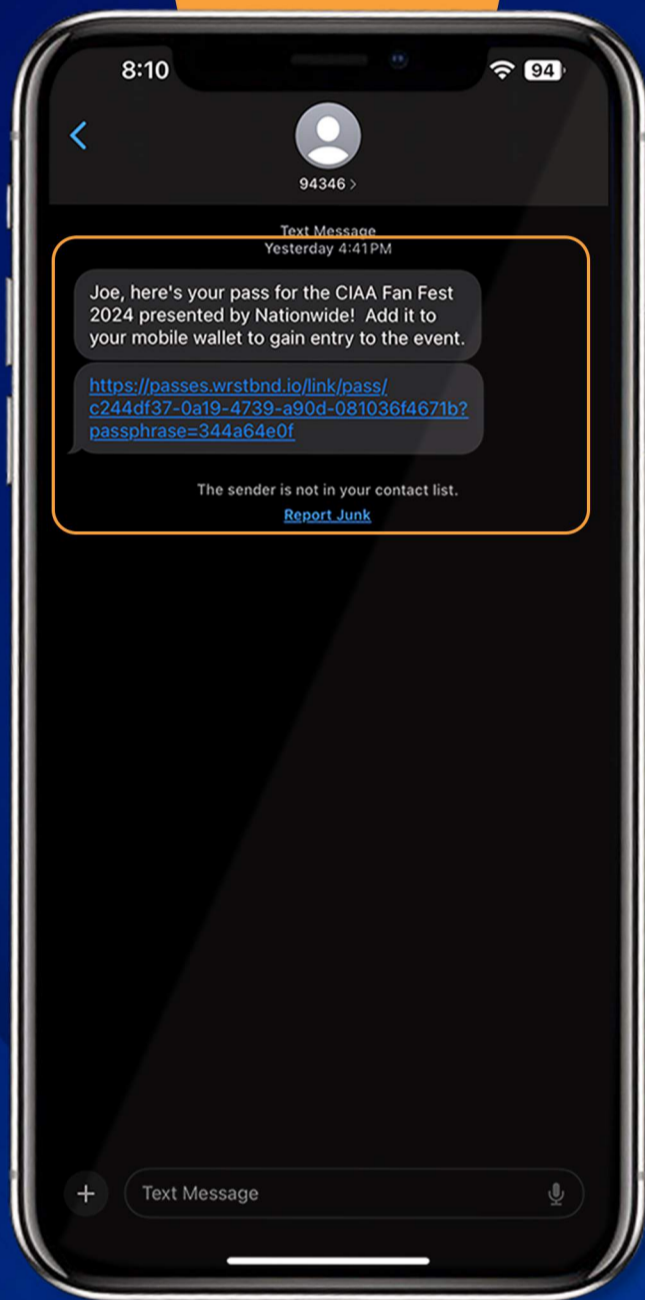 8:10
94
94346 >
Text Message
Yesterday 4:41 PM
Joe, here's your pass for the CIAA Fan Fest
2024 presented by Nationwide!  Add it to
your mobile wallet to gain entry to the event.
https://passes.wrstbnd.io/link/pass/
c244df37-0a19-4739-a90d-081036f4671b?
passphrase=344a64e0f
The sender is not in your contact list.
Report Junk
Text Message